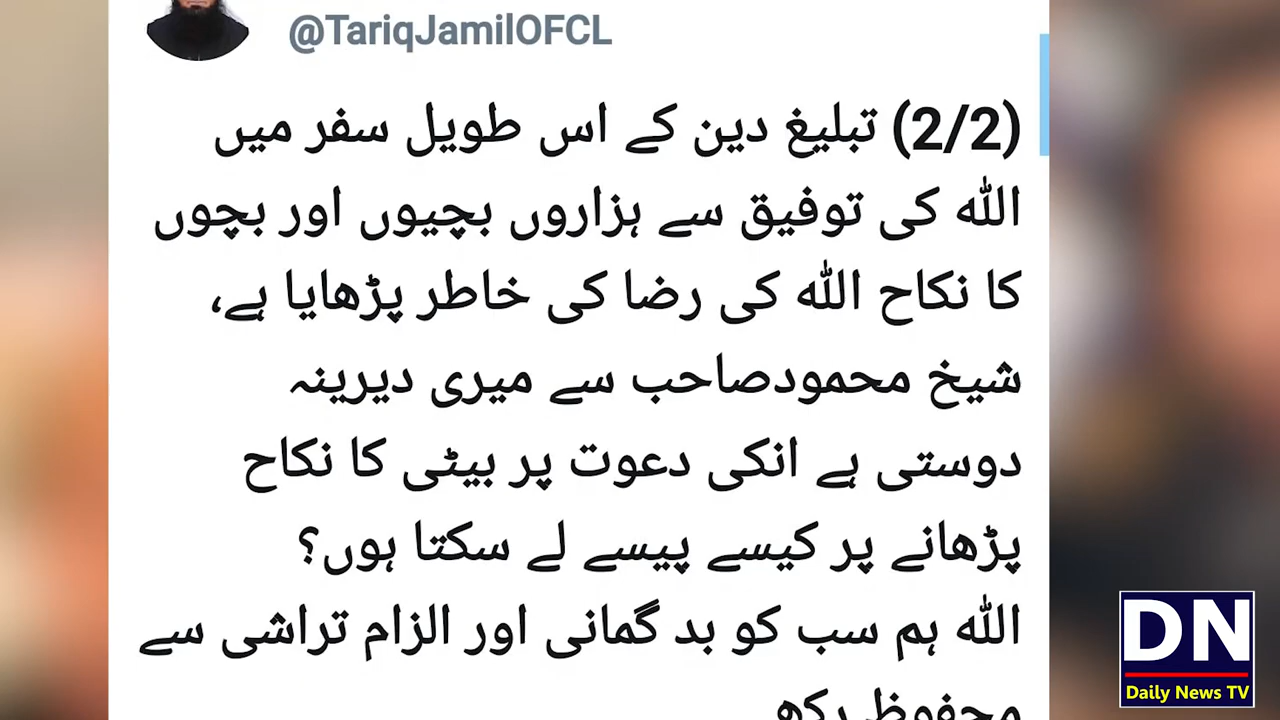 @TariqJamilOFCL
(2/2) تبلیغ دین کے اس طویل سفر میں
اللہ کی توفیق سے ہزاروں بچیوں اور بچوں
کا نکاح اللہ کی رضا کی خاطر پڑھایا ہے،
شیخ محمودصاحب سے میری دیرینہ
دوستی ہے انکی دعوت پر بیٹی کا نکاح
پڑھانے پر کیسے پیسے لے سکتا ہوں؟
اللہ ہم سب کو بد گمانی اور الزام تراشی سے
محفوظ رکھ
DN
Daily News TV